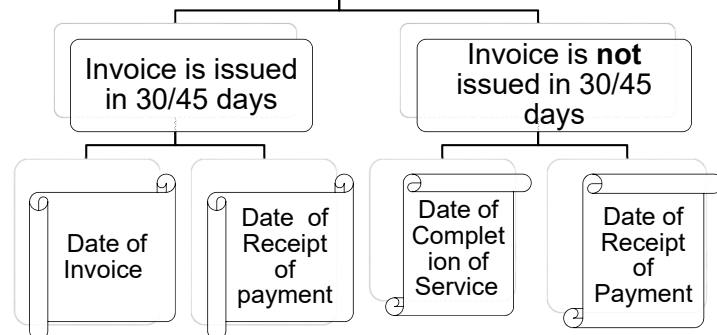 Invoice is issued
in 30/45 days
Invoice is not
issued in 30/45
days
Date of
Invoice
Date of
Receipt
of
payment
Date of
Complet
ion of
Service
Date of
Receipt
of
Payment